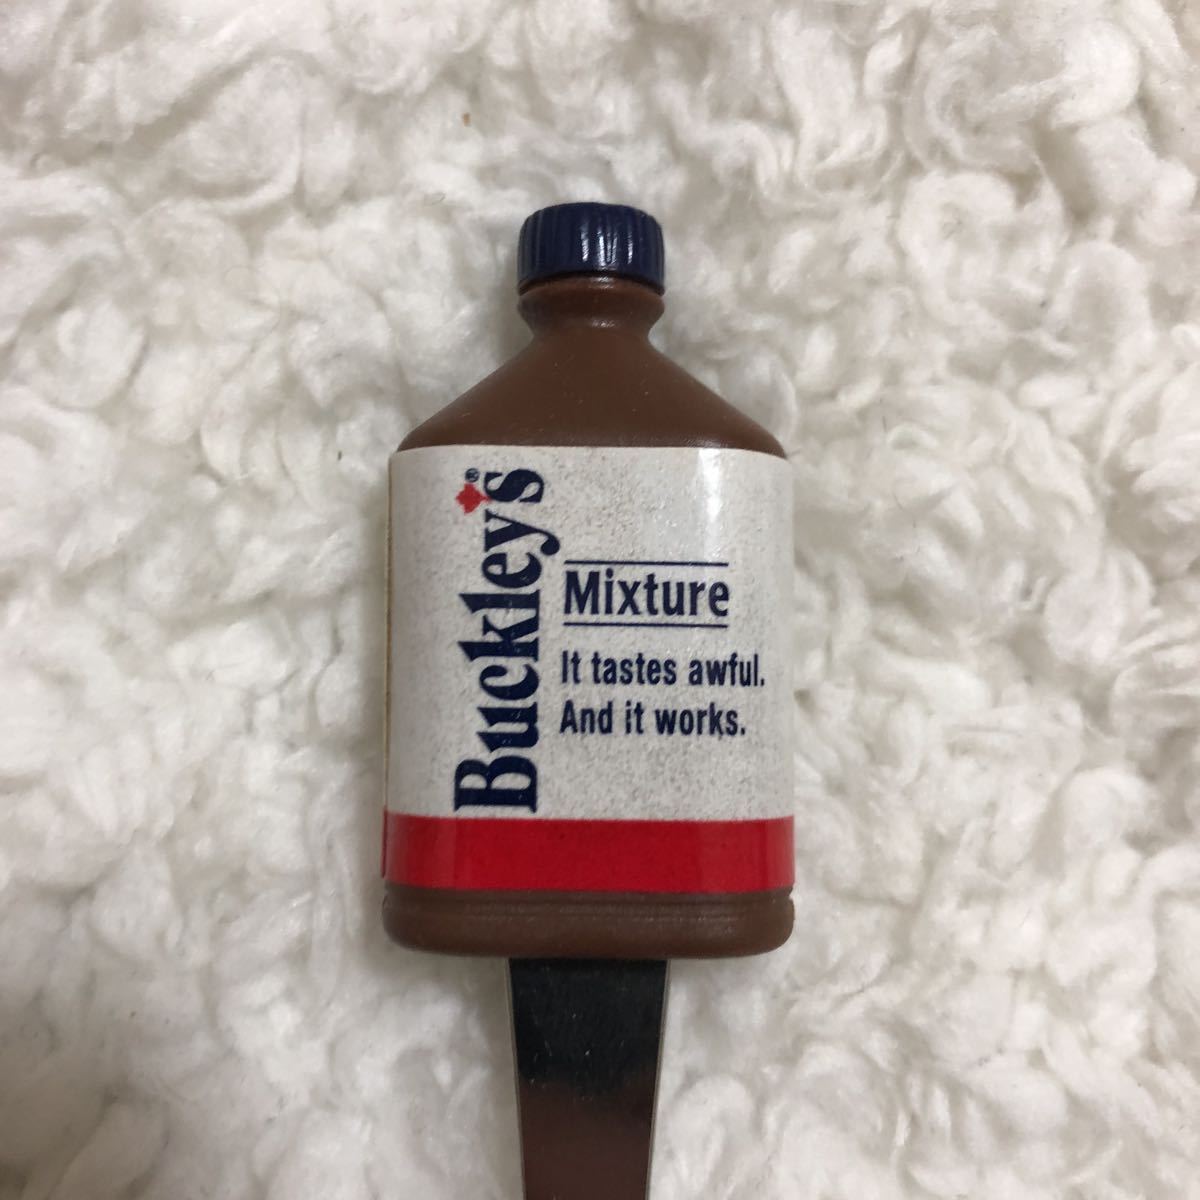 Buckley's®
Mixture
It tastes awful.
And it works.